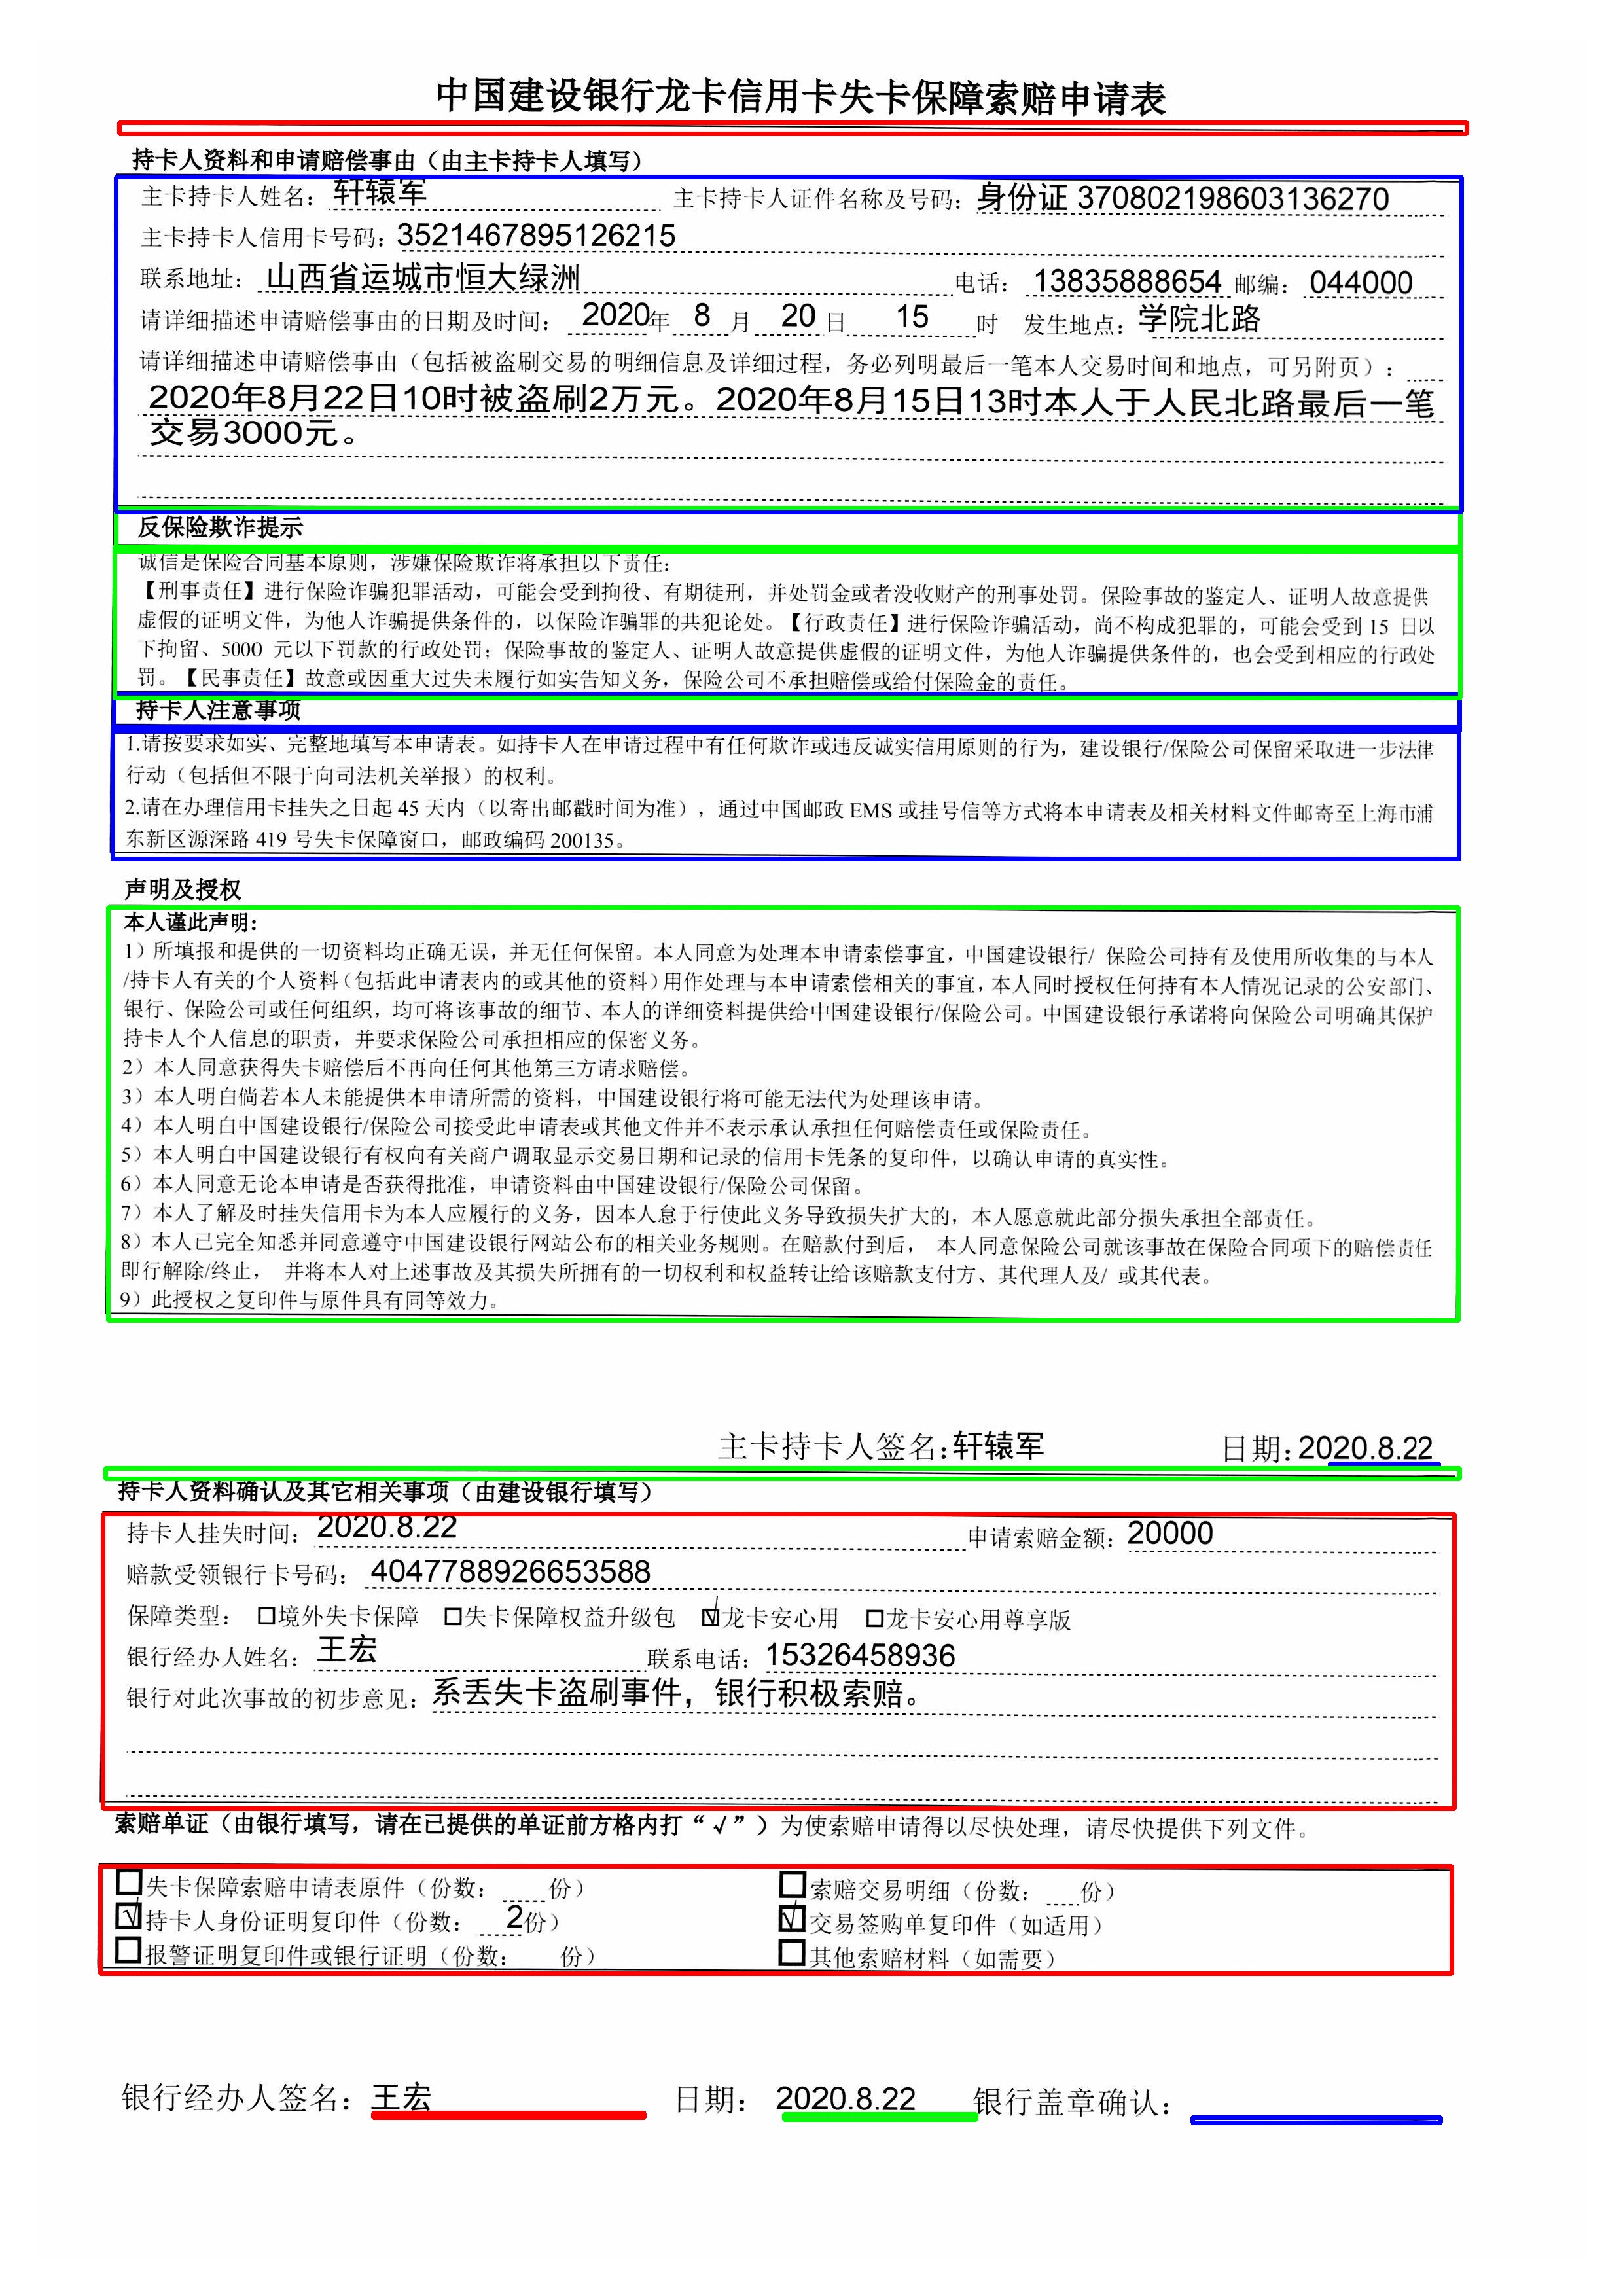 中国建设银行龙卡信用卡失卡保障索赔申请表
持卡人资料和申请赔偿事由（由主卡持卡人填写）
主卡持卡人姓名：轩辕军 主卡持卡人证件名称及号码：身份证 370802198603136270
主卡持卡人信用卡号码：3521467895126215
联系地址：山西省运城市恒大绿洲 电话：13835888654 邮编：044000
请详细描述申请赔偿事由的日期及时间： 2020年 8 月 20 日 15 时 发生地点：学院北路
请详细描述申请赔偿事由（包括被盗刷交易的明细信息及详细过程，务必列明最后一笔本人交易时间和地点，可另附页）：
2020年8月22日10时被盗刷2万元。2020年8月15日13时本人于人民北路最后一笔
交易3000元。
反保险欺诈提示
诚信是保险合同基本原则，涉嫌保险欺诈将承担以下责任：
【刑事责任】进行保险诈骗犯罪活动，可能会受到拘役、有期徒刑，并处罚金或者没收财产的刑事处罚。保险事故的鉴定人、证明人故意提供
虚假的证明文件，为他人诈骗提供条件的，以保险诈骗罪的共犯论处。【行政责任】进行保险诈骗活动，尚不构成犯罪的，可能会受到 15 日以
下拘留、5000 元以下罚款的行政处罚；保险事故的鉴定人、证明人故意提供虚假的证明文件，为他人诈骗提供条件的，也会受到相应的行政处
罚。【民事责任】故意或因重大过失未履行如实告知义务，保险公司不承担赔偿或给付保险金的责任。
持卡人注意事项
1.请按要求如实、完整地填写本申请表。如持卡人在申请过程中有任何欺诈或违反诚实信用原则的行为，建设银行/保险公司保留采取进一步法律
行动（包括但不限于向司法机关举报）的权利。
2.请在办理信用卡挂失之日起 45 天内（以寄出邮戳时间为准），通过中国邮政 EMS 或挂号信等方式将本申请表及相关材料文件邮寄至上海市浦
东新区源深路 419 号失卡保障窗口，邮政编码 200135。
声明及授权
本人谨此声明：
1）所填报和提供的一切资料均正确无误，并无任何保留。本人同意为处理本申请索偿事宜，中国建设银行/ 保险公司持有及使用所收集的与本人
/持卡人有关的个人资料（包括此申请表内的或其他的资料）用作处理与本申请索偿相关的事宜，本人同时授权任何持有本人情况记录的公安部门、
银行、保险公司或任何组织，均可将该事故的细节、本人的详细资料提供给中国建设银行/保险公司。中国建设银行承诺将向保险公司明确其保护
持卡人个人信息的职责，并要求保险公司承担相应的保密义务。
2）本人同意获得失卡赔偿后不再向任何其他第三方请求赔偿。
3）本人明白倘若本人未能提供本申请所需的资料，中国建设银行将可能无法代为处理该申请。
4）本人明白中国建设银行/保险公司接受此申请表或其他文件并不表示承认承担任何赔偿责任或保险责任。
5）本人明白中国建设银行有权向有关商户调取显示交易日期和记录的信用卡凭条的复印件，以确认申请的真实性。
6）本人同意无论本申请是否获得批准，申请资料由中国建设银行/保险公司保留。
7）本人了解及时挂失信用卡为本人应履行的义务，因本人怠于行使此义务导致损失扩大的，本人愿意就此部分损失承担全部责任。
8）本人已完全知悉并同意遵守中国建设银行网站公布的相关业务规则。在赔款付到后， 本人同意保险公司就该事故在保险合同项下的赔偿责任
即行解除/终止， 并将本人对上述事故及其损失所拥有的一切权利和权益转让给该赔款支付方、其代理人及/ 或其代表。
9）此授权之复印件与原件具有同等效力。
主卡持卡人签名：轩辕军 日期：2020.8.22
持卡人资料确认及其它相关事项（由建设银行填写）
持卡人挂失时间：2020.8.22 申请索赔金额：20000
赔款受领银行卡号码： 4047788926653588
保障类型： □境外失卡保障 □失卡保障权益升级包 ☑龙卡安心用 □龙卡安心用尊享版
银行经办人姓名：王宏 联系电话：15326458936
银行对此次事故的初步意见：系丢失卡盗刷事件，银行积极索赔。
索赔单证（由银行填写，请在已提供的单证前方格内打“√”）为使索赔申请得以尽快处理，请尽快提供下列文件。
□失卡保障索赔申请表原件（份数： 份） □索赔交易明细（份数： 份）
☑持卡人身份证明复印件（份数： 2份） ☑交易签购单复印件（如适用）
□报警证明复印件或银行证明（份数： 份） □其他索赔材料（如需要）
银行经办人签名：王宏 日期： 2020.8.22 银行盖章确认：